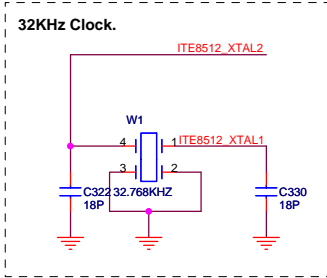 32KHz Clock.
ITE8512_XTAL2
W1
4 1 ITE8512_XTAL1
3 2
C322 32.768KHZ C330
18P 18P